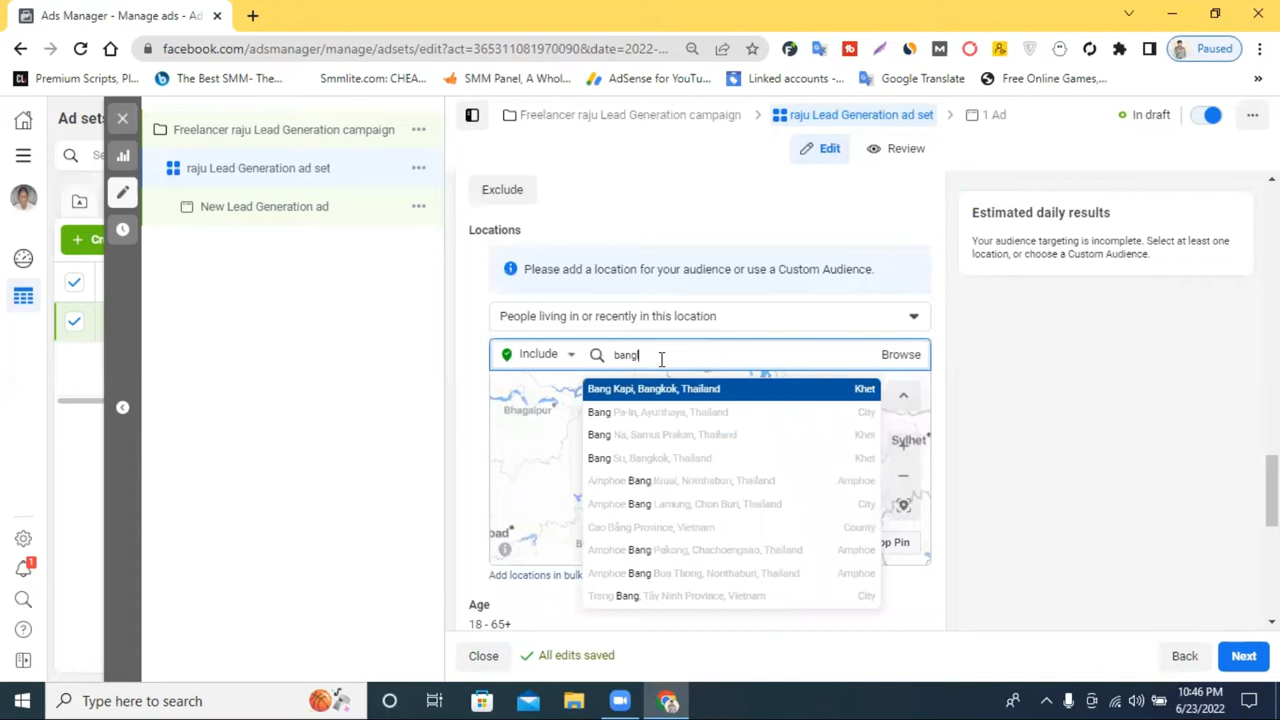 Ads Manager - Manage ads - Ad
facebook.com/adsmanager/manage/adsets/edit?act=3653110819700908&date=2022-...
Paused
Premium Scripts, Pl...
The Best SMM- The...
Smmlite.com: CHEA...
SMM Panel, A Whol...
AdSense for YouTu...
Linked accounts -...
Google Translate
Free Online Games,...
Ad sets
Freelancer raju Lead Generation campaign
raju Lead Generation ad set
New Lead Generation ad
Freelancer raju Lead Generation campaign
raju Lead Generation ad set
1 Ad
In draft
Edit
Review
Exclude
Locations
Please add a location for your audience or use a Custom Audience.
People living in or recently in this location
Include
bangl
Browse
Bang Kapi, Bangkok, Thailand Khet
Bang Pa-In, Ayutthaya, Thailand City
Bang Na, Samut Prakan, Thailand Khet
Bang Su, Bangkok, Thailand Khet
Amphoe Bang Kruai, Nonthaburi, Thailand Amphoe
Amphoe Bang Lamung, Chon Buri, Thailand City
Cao Bằng Province, Vietnam County
Amphoe Bang Pakong, Chachoengsao, Thailand Amphoe
Amphoe Bang Bua Thong, Nonthaburi, Thailand Amphoe
Trang Bang, Tây Ninh Province, Vietnam City
Bhagalpur
Sylhet
bad
op Pin
Add locations in bulk
Age
18 - 65+
Estimated daily results
Your audience targeting is incomplete. Select at least one
location, or choose a Custom Audience.
Close
All edits saved
Back
Next
1
Type here to search
10:46 PM
6/23/2022